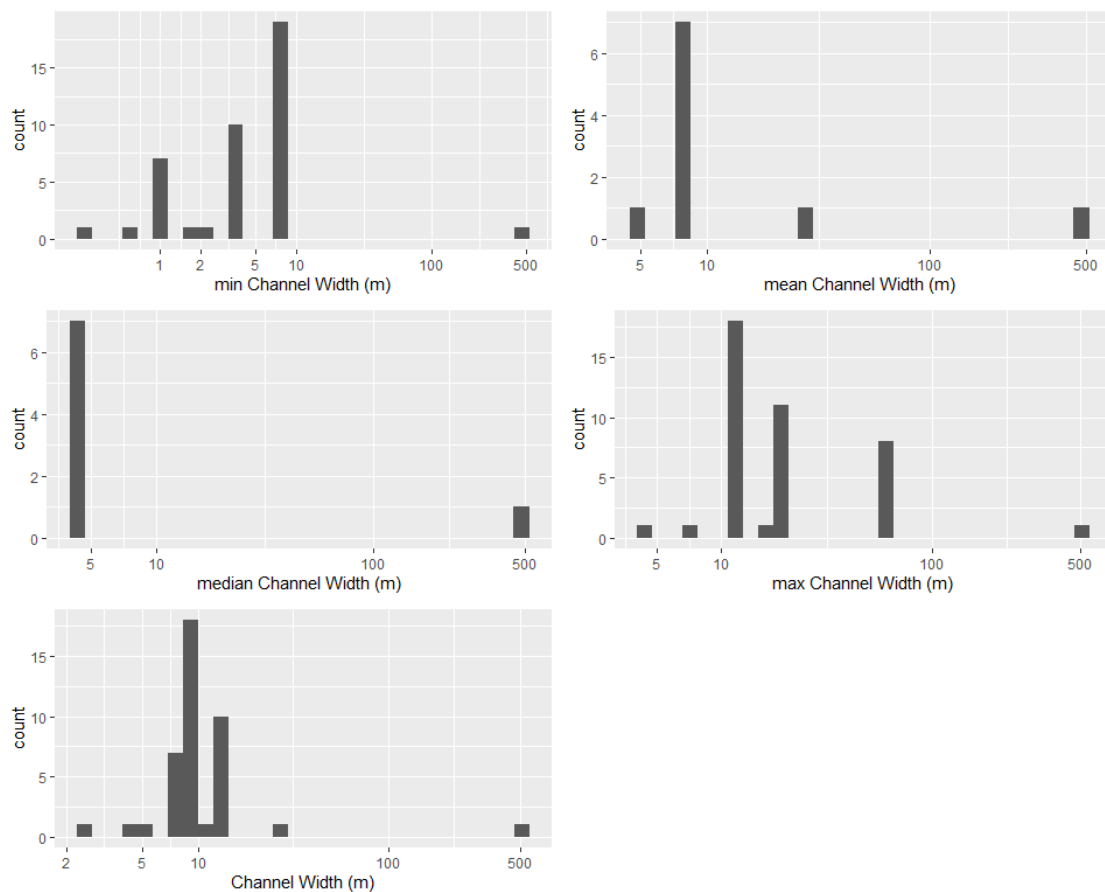 count
15
10
5
0
1 2 5 10 100 500
min Channel Width (m)
count
6
4
2
0
5 10 100 500
mean Channel Width (m)
count
6
4
2
0
5 10 100 500
median Channel Width (m)
count
15
10
5
0
5 10 100 500
max Channel Width (m)
count
15
10
5
0
2 5 10 100 500
Channel Width (m)